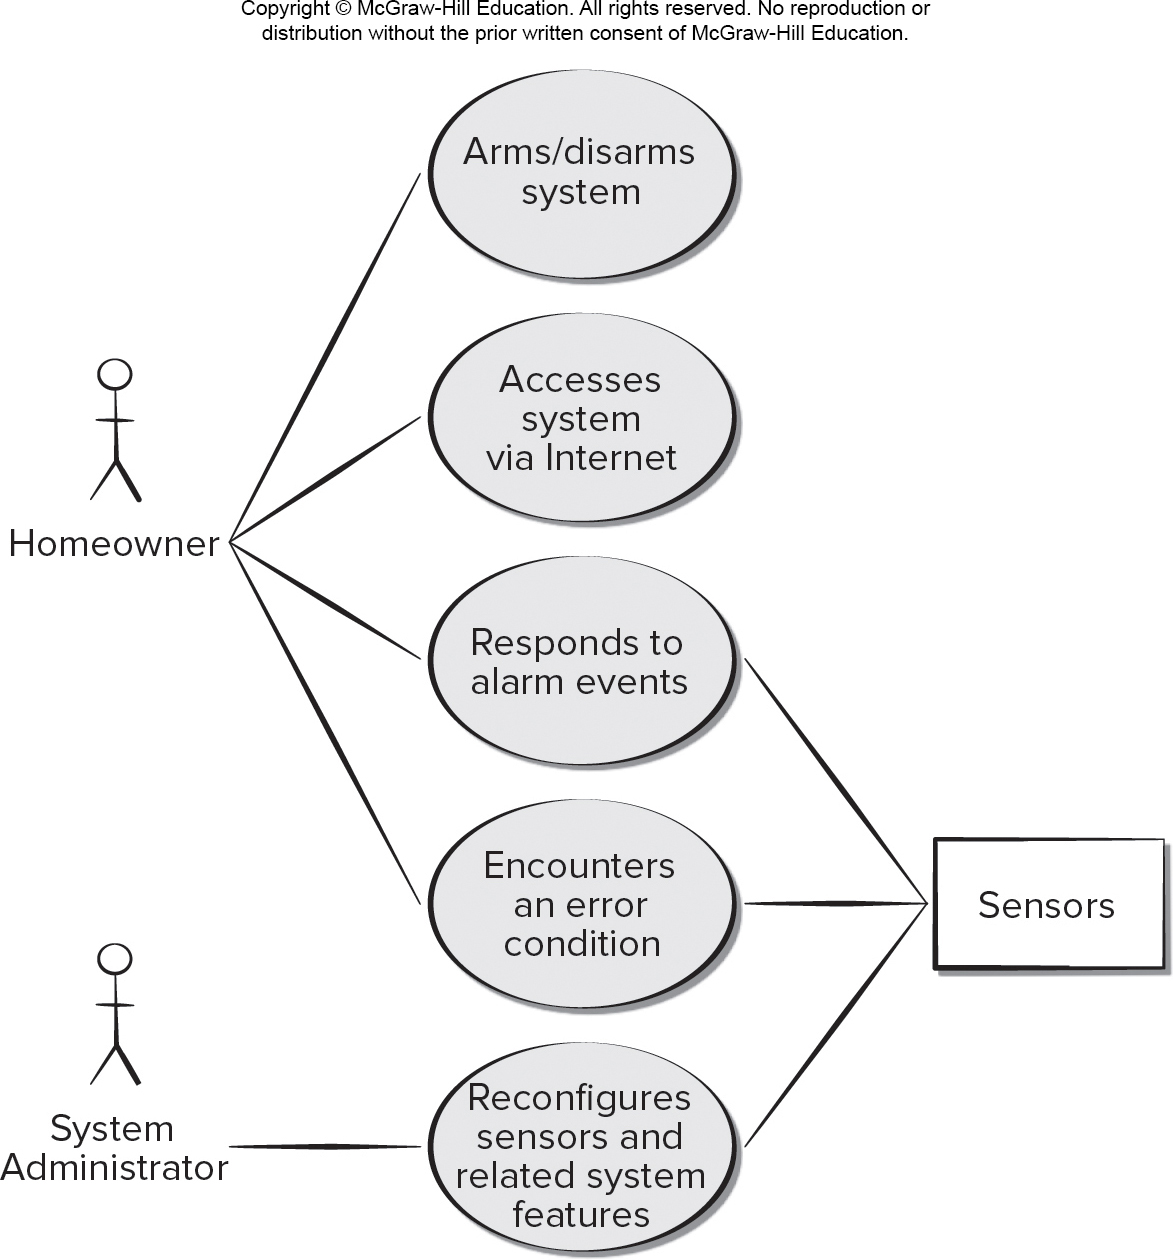 Copyright © McGraw-Hill Education. All rights reserved. No reproduction or
distribution without the prior written consent of McGraw-Hill Education.
Arms/disarms
system
Accesses
system
via Internet
Homeowner
Responds to
alarm events
Encounters
an error
condition
Sensors
System
Administrator
Reconfigures
sensors and
related system
features